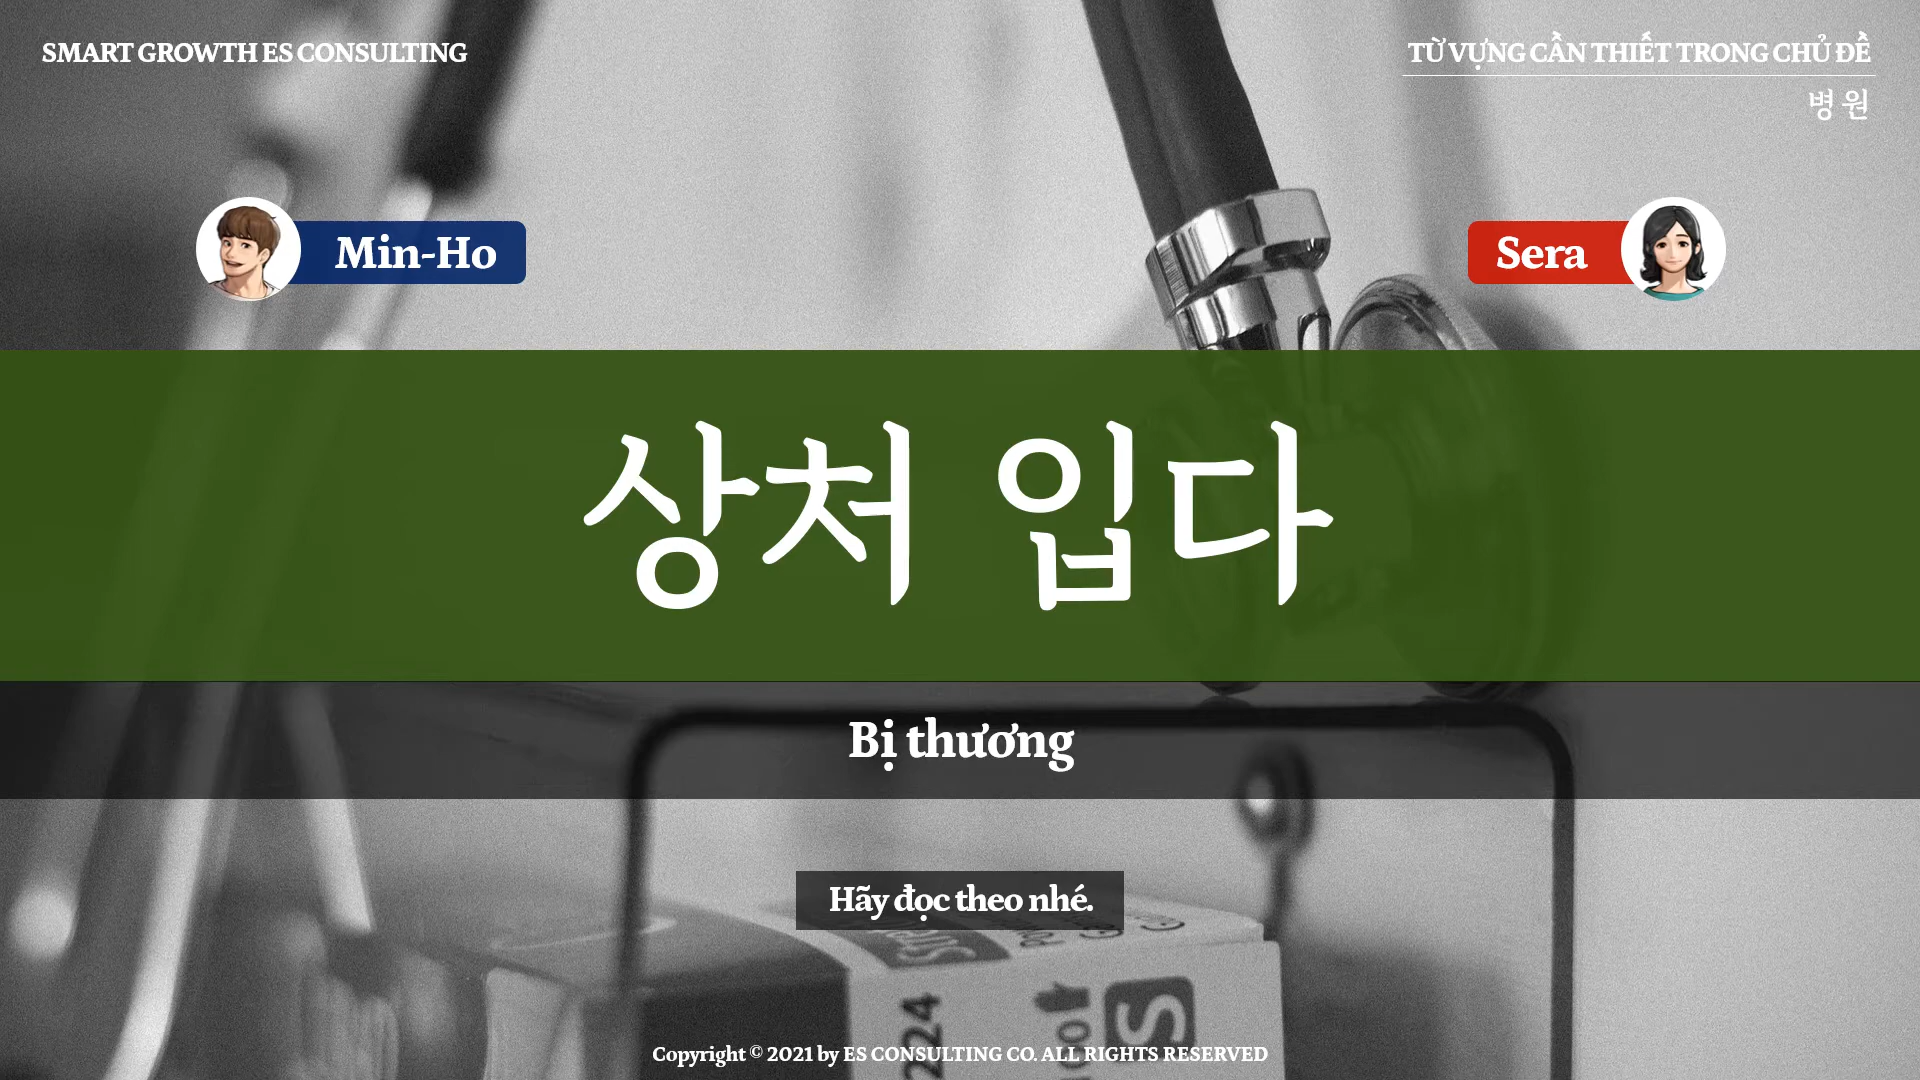 SMART GROWTH ES CONSULTING
TỪ VỰNG CẦN THIẾT TRONG CHỦ ĐỀ
병원
Min-Ho
Sera
상처 입다
Bị thương
Hãy đọc theo nhé.
224
S
Copyright © 2021 by ES CONSULTING CO. ALL RIGHTS RESERVED